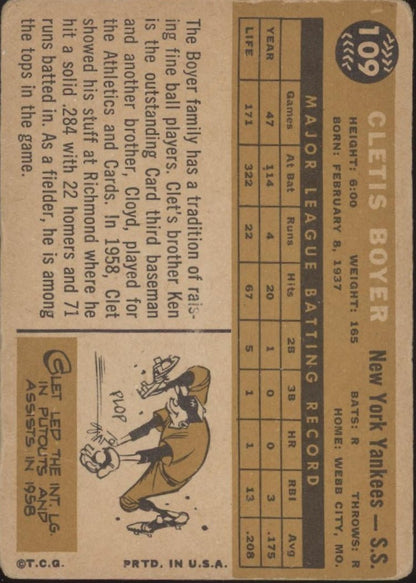 109
CLETIS BOYER New York Yankees — S.S.
HEIGHT: 6:00 WEIGHT: 165 BATS: R THROWS: R
BORN: FEBRUARY 8, 1937 HOME: WEBB CITY, MO.
MAJOR LEAGUE BATTING RECORD
Games At Bat Runs Hits 2B 3B HR RBI Avg
YEAR 47 114 4 20 1 0 0 3 .175
LIFE 171 322 22 67 5 1 1 13 .208
The Boyer family has a tradition of rais-
ing fine ball players. Clet's brother Ken
is the outstanding Card third baseman
and another brother, Cloyd, played for
the Athletics and Cards. In 1958, Clet
showed his stuff at Richmond where he
hit a solid .284 with 22 homers and 71
runs batted in. As a fielder, he is among
the tops in the game.
PLOP
CLET LED THE INT. LG.
IN PUTOUTS AND
ASSISTS IN 1958
©T.C.G. PRTD. IN U.S.A.